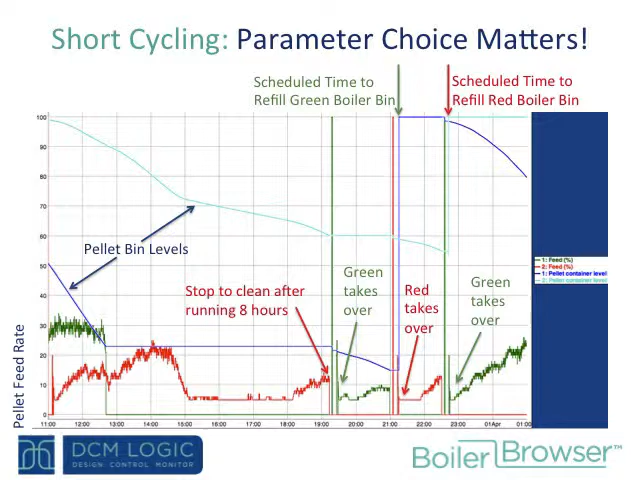 Short Cycling: Parameter Choice Matters!
Scheduled Time to
Refill Green Boiler Bin
Scheduled Time to
Refill Red Boiler Bin
100
90
80
70
60
50
40
30
20
10
0
Pellet Bin Levels
Stop to clean after
running 8 hours
Green
takes
over
Red
takes
over
Green
takes
over
1: Feed (%)
2: Feed (%)
1: Pellet container level
2: Pellet container level
Pellet Feed Rate
11:00 12:00 13:00 14:00 15:00 16:00 17:00 18:00 19:00 20:00 21:00 22:00 23:00 01Apr 01:00
DCM LOGIC
DESIGN CONTROL MONITOR
BoilerBrowser™